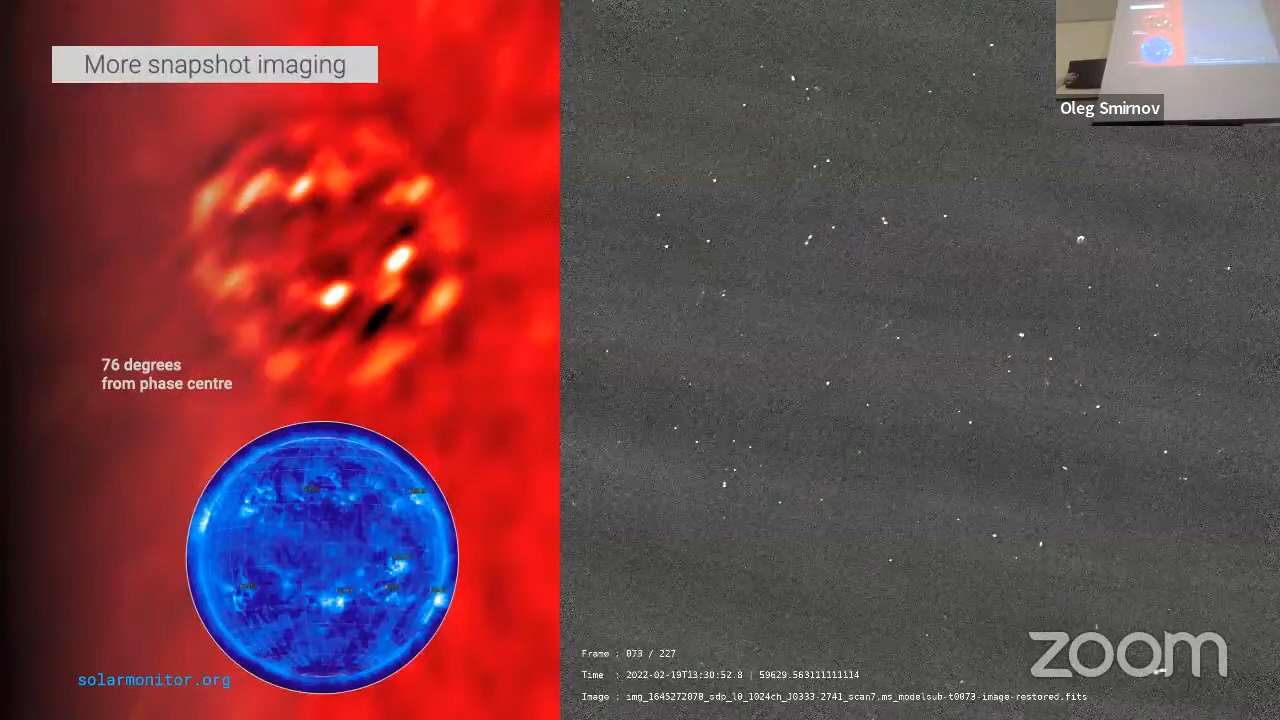 More snapshot imaging
Oleg Smirnov
76 degrees
from phase centre
solarmonitor.org
Frame : 073 / 227
Time : 2022-02-19T13:30:52.8 | 59629.563111111114
Image : img_1645272070_sdp_l0_1024ch_J0333-2741_scan7.ms_modelsub-t0073-image-restored.fits
zoom